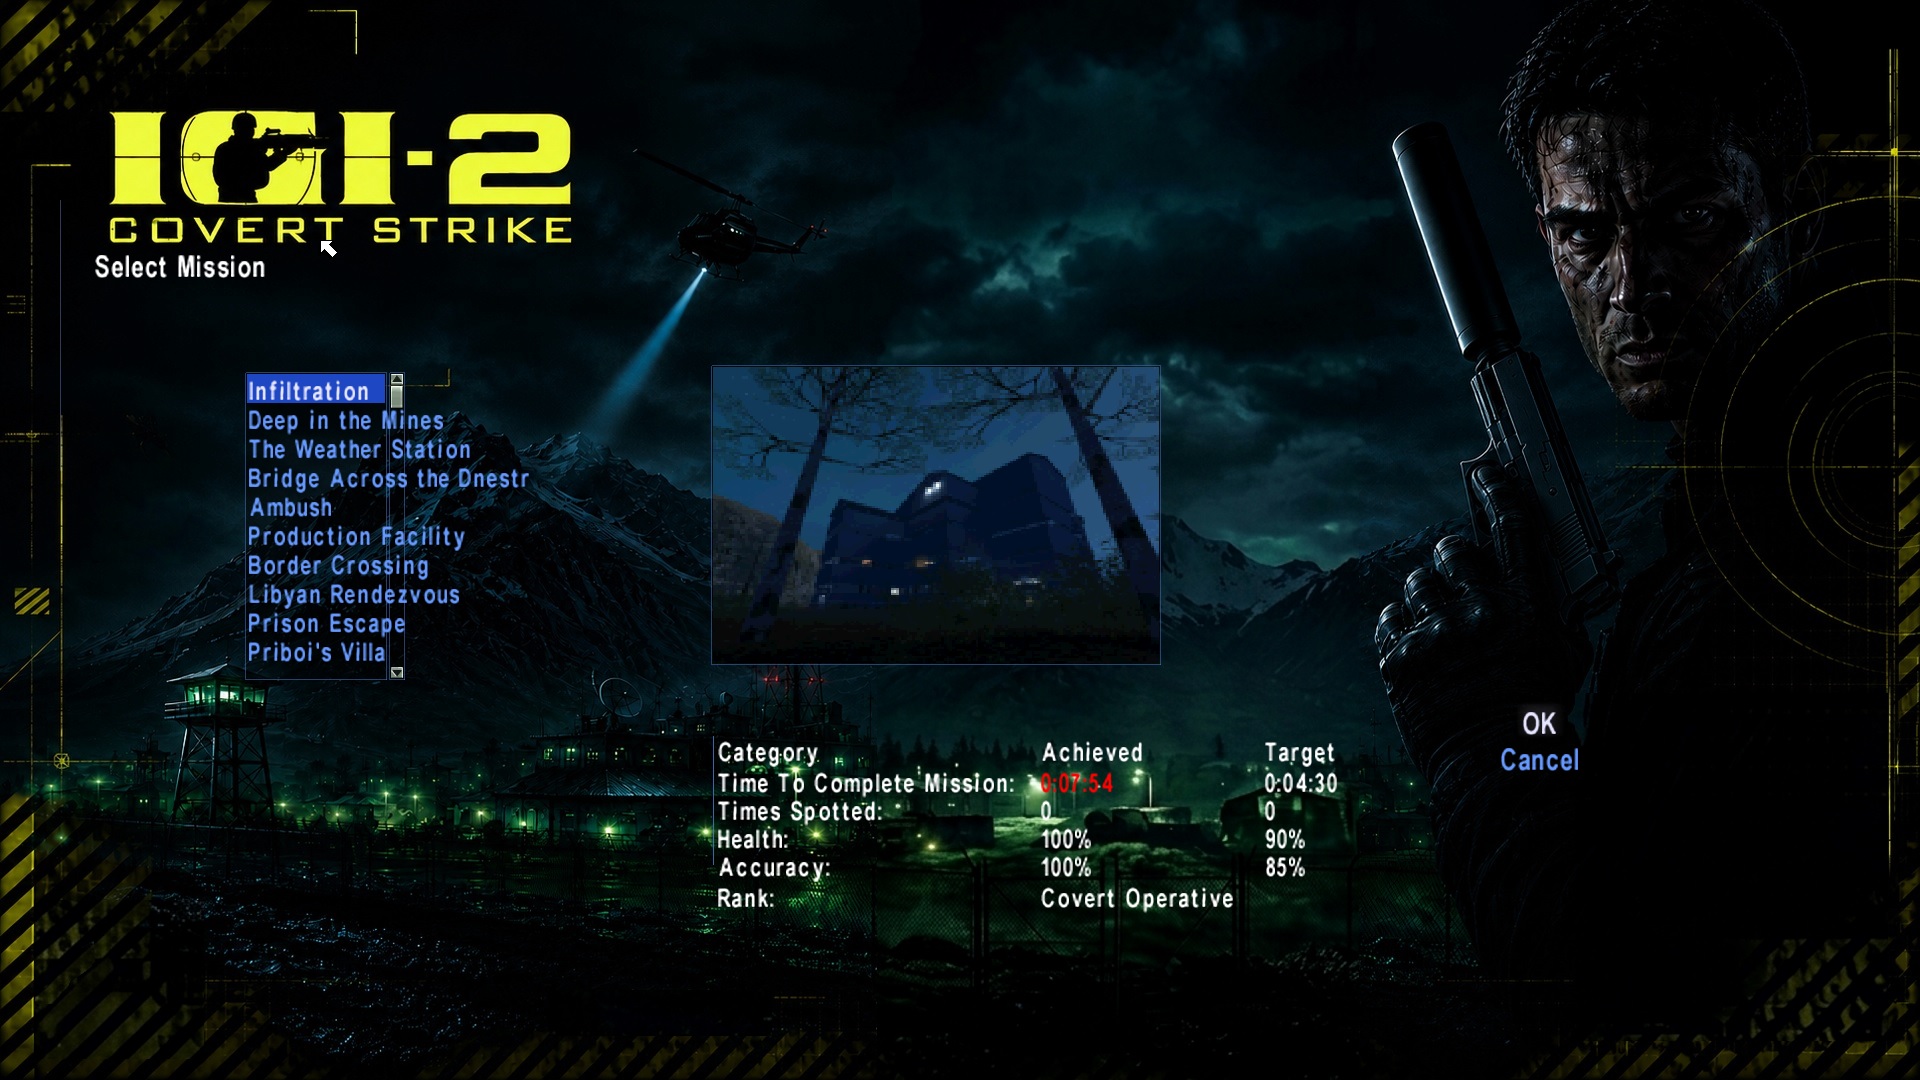 IGI-2
COVERT STRIKE
Select Mission
Infiltration
Deep in the Mines
The Weather Station
Bridge Across the Dnestr
Ambush
Production Facility
Border Crossing
Libyan Rendezvous
Prison Escape
Priboi's Villa
OK
Cancel
Category Achieved Target
Time To Complete Mission: 0:07:54 0:04:30
Times Spotted: 0 0
Health: 100% 90%
Accuracy: 100% 85%
Rank: Covert Operative